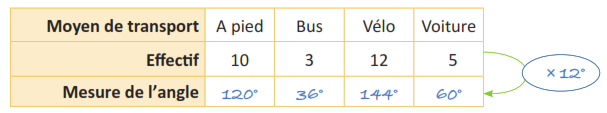 Moyen de transport A pied Bus Vélo Voiture
Effectif 10 3 12 5
Mesure de l'angle 120° 36° 144° 60°
× 12°